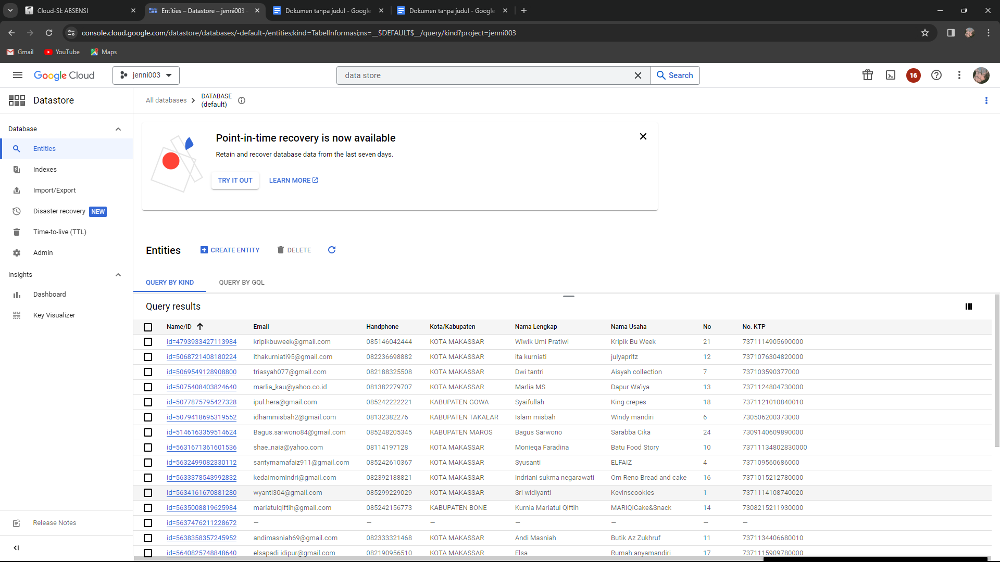 Cloud-SI: ABSENSI
Entities – Datastore – jenni003 -
Dokumen tanpa judul - Google
Dokumen tanpa judul - Google
console.cloud.google.com/datastore/databases/-default-/entities;kind=TabelInformasi;ns=__$DEFAULT$__/query/kind?project=jenni003
Gmail YouTube Maps
Google Cloud jenni003 data store Search 16
Datastore
All databases DATABASE
(default)
Database
Entities
Indexes
Import/Export
Disaster recovery NEW
Time-to-live (TTL)
Admin
Insights
Dashboard
Key Visualizer
Release Notes
Point-in-time recovery is now available
Retain and recover database data from the last seven days.
TRY IT OUT LEARN MORE
Entities CREATE ENTITY DELETE
QUERY BY KIND QUERY BY GQL
Query results
Name/ID Email Handphone Kota/Kabupaten Nama Lengkap Nama Usaha No No. KTP
id=4793933427113984 kripikbuweek@gmail.com 085146042444 KOTA MAKASSAR Wiwik Umi Pratiwi Kripik Bu Week 21 7371114905690000
id=5068721408180224 ithakurniati95@gmail.com 082236698882 KOTA MAKASSAR ita kurniati julyapritz 12 7371076304820000
id=5069549128908800 triasyah077@gmail.com 082188325508 KOTA MAKASSAR Dwi tantri Aisyah collection 7 737103590377000
id=5075408403824640 marlia_kau@yahoo.co.id 081382279707 KOTA MAKASSAR Marlia MS Dapur Wa'iya 13 7371124804730000
id=5077875795427328 ipul.hera@gmail.com 085242222221 KABUPATEN GOWA Syaifullah King crepes 18 7371121010840010
id=5079418695319552 idhammisbah2@gmail.com 08132382276 KABUPATEN TAKALAR Islam misbah Windy mandiri 6 730506200373000
id=5146163359514624 Bagus.sarwono84@gmail.com 085248205345 KABUPATEN MAROS Bagus Sarwono Sarabba Cika 24 7309140609890000
id=5631671361601536 shae_naia@yahoo.com 08114197128 KOTA MAKASSAR Monieqa Faradina Batu Food Story 10 73711134802830000
id=5632499082330112 santymamafaiz911@gmail.com 085242610367 KOTA MAKASSAR Syusanti ELFAIZ 4 737109560686000
id=5633378543992832 kedaimomindri@gmail.com 082392188821 KOTA MAKASSAR Indriani sukma negarawati Om Reno Bread and cake 16 7371015212780000
id=5634161670881280 wyanti304@gmail.com 085299229029 KOTA MAKASSAR Sri widiyanti Kevinscookies 1 7371114108740020
id=5635008819625984 mariatulqiftih@gmail.com 085242156773 KABUPATEN BONE Kurnia Mariatul Qiftih MARIQICake&Snack 14 7308215211930000
id=5637476211228672 — — — — — — —
id=5638358357245952 andimasniah69@gmail.com 082333321468 KOTA MAKASSAR Andi Masniah Butik Az Zukhruf 11 7371134406680010
id=5640825748848640 elsapadi idipur@gmail.com 082190956510 KOTA MAKASSAR Elsa Rumah anyamandiri 17 7371115909780000